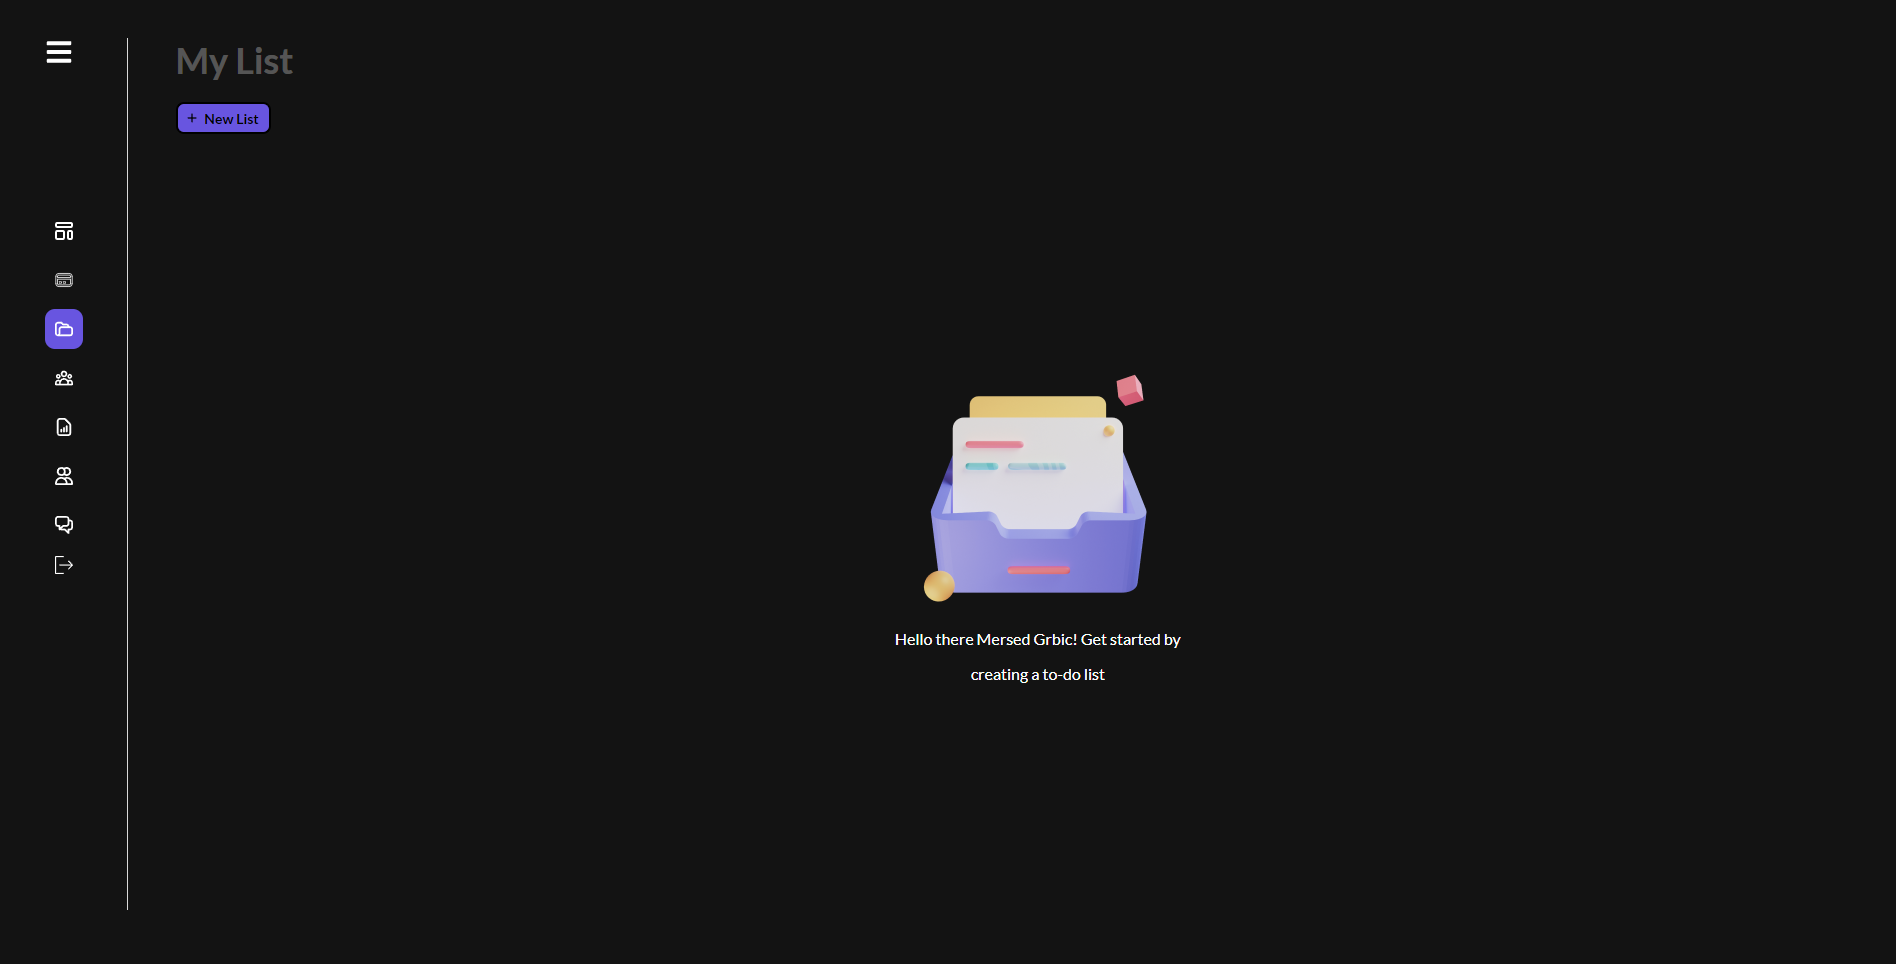 My List
+ New List
Hello there Mersed Grbic! Get started by
creating a to-do list